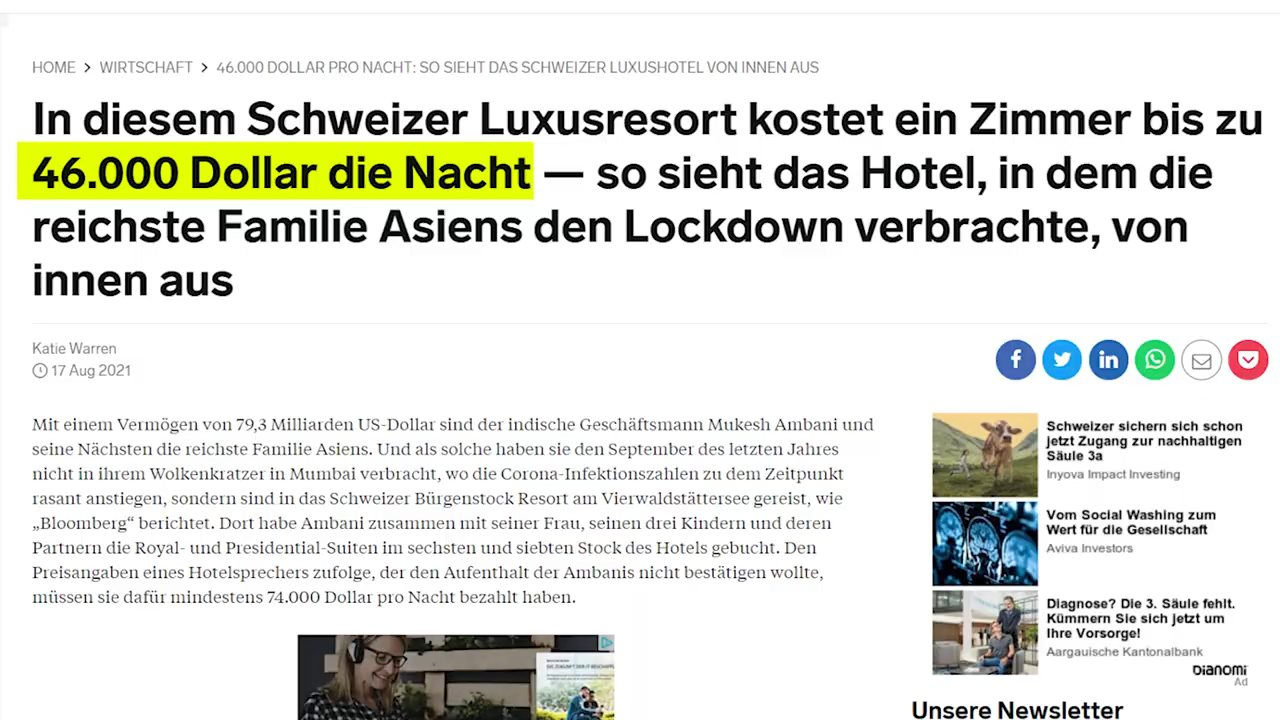 HOME > WIRTSCHAFT > 46.000 DOLLAR PRO NACHT: SO SIEHT DAS SCHWEIZER LUXUSHOTEL VON INNEN AUS
In diesem Schweizer Luxusresort kostet ein Zimmer bis zu
46.000 Dollar die Nacht — so sieht das Hotel, in dem die
reichste Familie Asiens den Lockdown verbrachte, von
innen aus
Katie Warren
17 Aug 2021
Mit einem Vermögen von 79,3 Milliarden US-Dollar sind der indische Geschäftsmann Mukesh Ambani und
seine Nächsten die reichste Familie Asiens. Und als solche haben sie den September des letzten Jahres
nicht in ihrem Wolkenkratzer in Mumbai verbracht, wo die Corona-Infektionszahlen zu dem Zeitpunkt
rasant anstiegen, sondern sind in das Schweizer Bürgenstock Resort am Vierwaldstättersee gereist, wie
„Bloomberg“ berichtet. Dort habe Ambani zusammen mit seiner Frau, seinen drei Kindern und deren
Partnern die Royal- und Presidential-Suiten im sechsten und siebten Stock des Hotels gebucht. Den
Preisangaben eines Hotelsprechers zufolge, der den Aufenthalt der Ambanis nicht bestätigen wollte,
müssen sie dafür mindestens 74.000 Dollar pro Nacht bezahlt haben.
Schweizer sichern sich schon
jetzt Zugang zur nachhaltigen
Säule 3a
Inyova Impact Investing
Vom Social Washing zum
Wert für die Gesellschaft
Aviva Investors
Diagnose? Die 3. Säule fehlt.
Kümmern Sie sich jetzt um
Ihre Vorsorge!
Aargauische Kantonalbank
DIANOMI
Ad
Unsere Newsletter